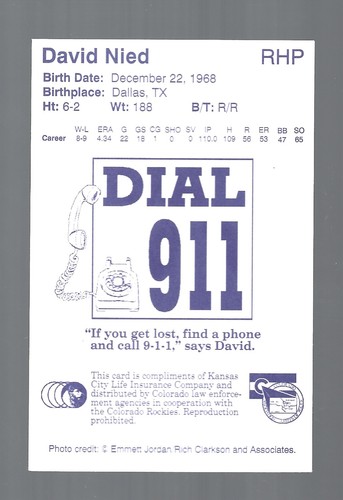 David Nied RHP
Birth Date: December 22, 1968
Birthplace: Dallas, TX
Ht: 6-2 Wt: 188 B/T: R/R
W-L ERA G GS CG SHO SV IP H R ER BB SO
Career 8-9 4.34 22 18 1 0 0 110.0 109 56 53 47 65
DIAL
911
"If you get lost, find a phone
and call 9-1-1," says David.
This card is compliments of Kansas
City Life Insurance Company and
distributed by Colorado law enforce-
ment agencies in cooperation with
the Colorado Rockies. Reproduction
prohibited.
Photo credit: © Emmett Jordan Rich Clarkson and Associates.